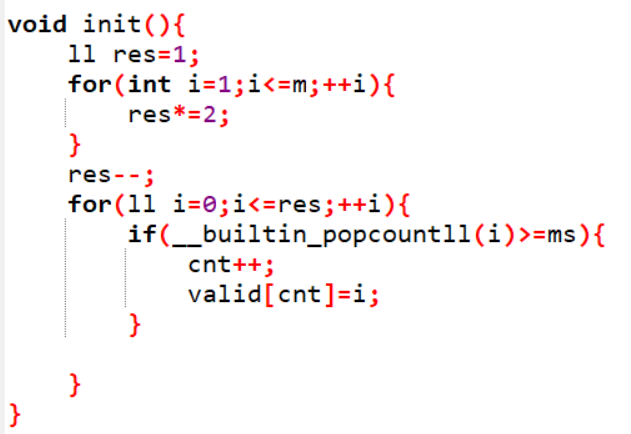 void init(){
    ll res=1;
    for(int i=1;i<=m;++i){
        res*=2;
    }
    res--;
    for(ll i=0;i<=res;++i){
        if(__builtin_popcountll(i)>=ms){
            cnt++;
            valid[cnt]=i;
        }

    }
}